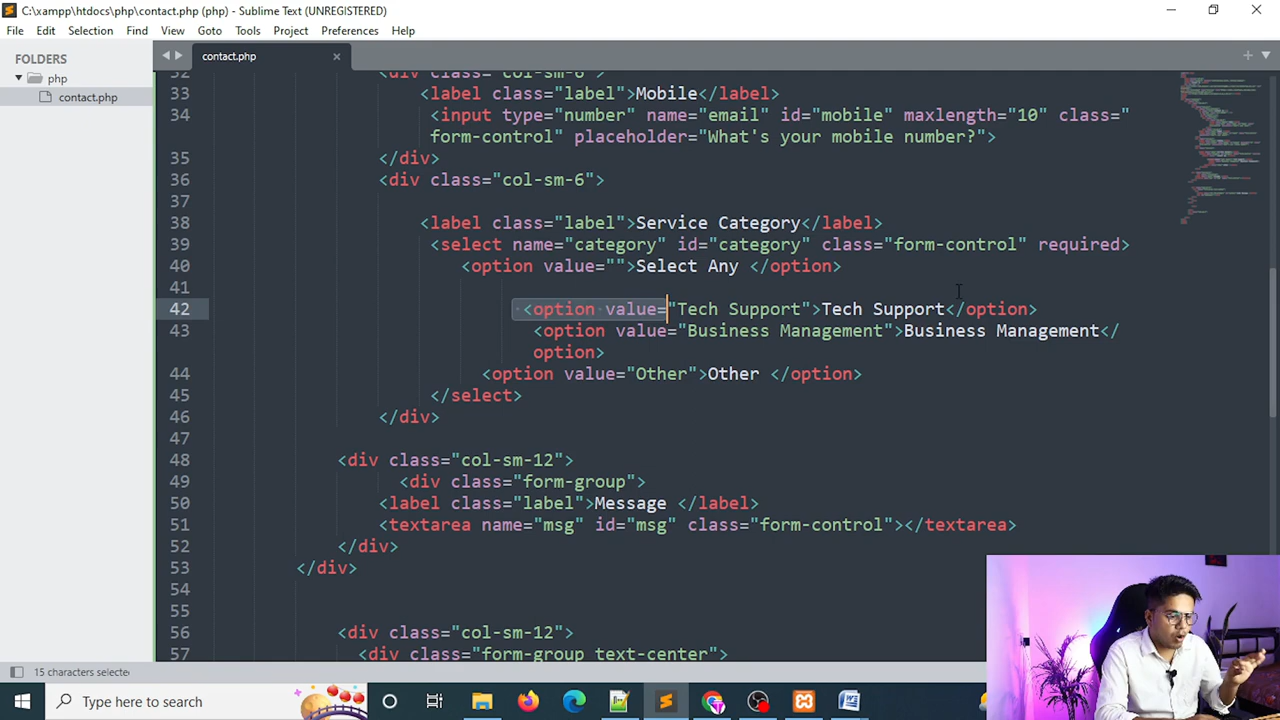 C:\xampp\htdocs\php\contact.php (php) - Sublime Text (UNREGISTERED)
File Edit Selection Find View Goto Tools Project Preferences Help
FOLDERS
php
contact.php
contact.php
32 <div class="col-sm-6">
33 <label class="label">Mobile</label>
34 <input type="number" name="email" id="mobile" maxlength="10" class="
form-control" placeholder="What's your mobile number?">
35 </div>
36 <div class="col-sm-6">
37
38 <label class="label">Service Category</label>
39 <select name="category" id="category" class="form-control" required>
40 <option value="">Select Any </option>
41
42 <option value="Tech Support">Tech Support</option>
43 <option value="Business Management">Business Management</
option>
44 <option value="Other">Other </option>
45 </select>
46 </div>
47
48 <div class="col-sm-12">
49 <div class="form-group">
50 <label class="label">Message </label>
51 <textarea name="msg" id="msg" class="form-control"></textarea>
52 </div>
53 </div>
54
55
56 <div class="col-sm-12">
57 <div class="form-group text-center">
15 characters selecte
Type here to search